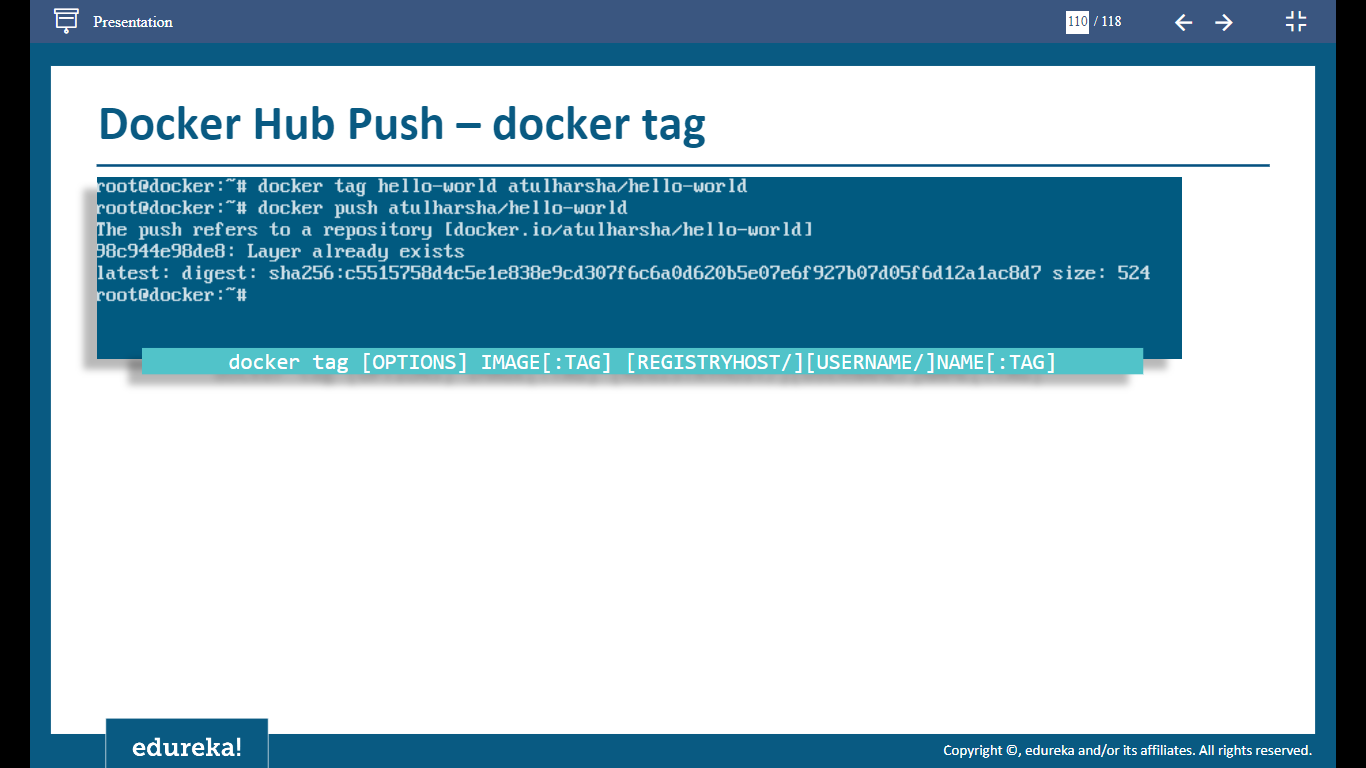 Presentation
110 / 118
Docker Hub Push – docker tag
root@docker:~# docker tag hello-world atulharsha/hello-world
root@docker:~# docker push atulharsha/hello-world
The push refers to a repository [docker.io/atulharsha/hello-world]
98c944e98de8: Layer already exists
latest: digest: sha256:c5515758d4c5e1e838e9cd307f6c6a0d620b5e07e6f927b07d05f6d12a1ac8d7 size: 524
root@docker:~#
docker tag [OPTIONS] IMAGE[:TAG] [REGISTRYHOST/][USERNAME/]NAME[:TAG]
edureka!
Copyright ©, edureka and/or its affiliates. All rights reserved.